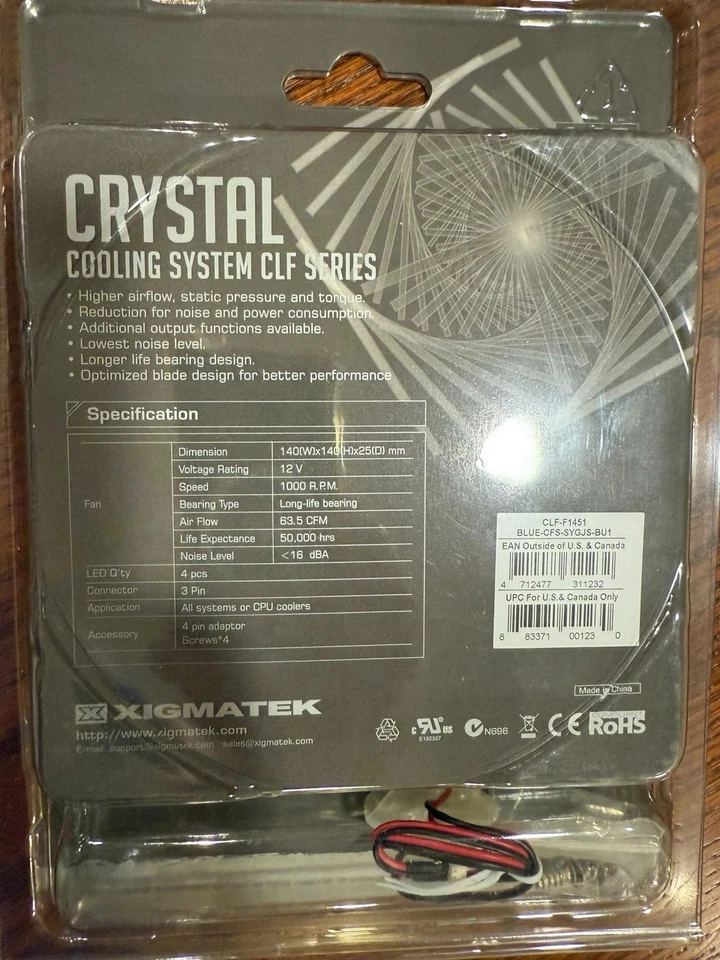 CRYSTAL
COOLING SYSTEM CLF SERIES
• Higher airflow, static pressure and torque.
• Reduction for noise and power consumption.
• Additional output functions available.
• Lowest noise level.
• Longer life bearing design.
• Optimized blade design for better performance
Specification
Fan
Dimension 140(W)x140(H)x25(D) mm
Voltage Rating 12 V
Speed 1000 R.P.M.
Bearing Type Long-life bearing
Air Flow 63.5 CFM
Life Expectance 50,000 hrs
Noise Level <16 dBA
LED Q'ty 4 pcs
Connector 3 Pin
Application All systems or CPU coolers
Accessory 4 pin adaptor
Screws*4
CLF-F1451
BLUE-CFS-SYGJS-BU1
EAN Outside of U.S. & Canada
4 712477 311232
UPC For U.S.& Canada Only
6 83371 00123 0
Made in China
XIGMATEK
http://www.xigmatek.com
E-mail: support@xigmatek.com sales@xigmatek.com
c RU us
E192307
N696
CE
COMPLIANT
RoHS